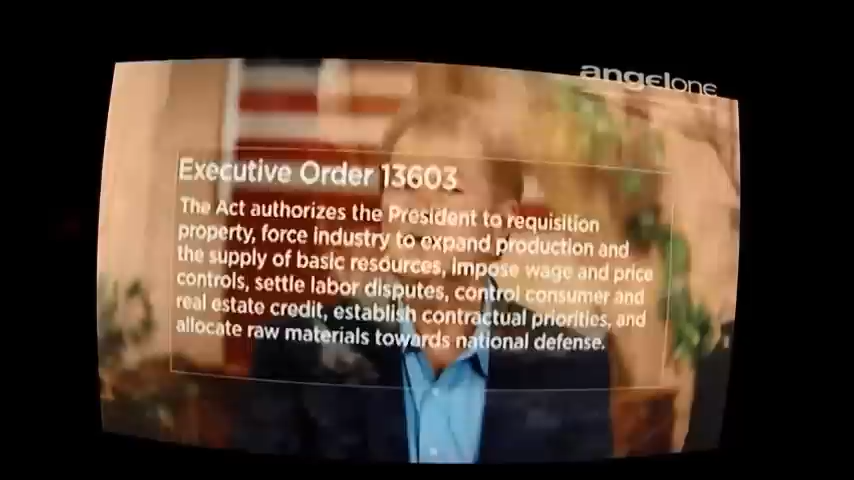 angelone
Executive Order 13603
The Act authorizes the President to requisition
property, force industry to expand production and
the supply of basic resources, impose wage and price
controls, settle labor disputes, control consumer and
real estate credit, establish contractual priorities, and
allocate raw materials towards national defense.